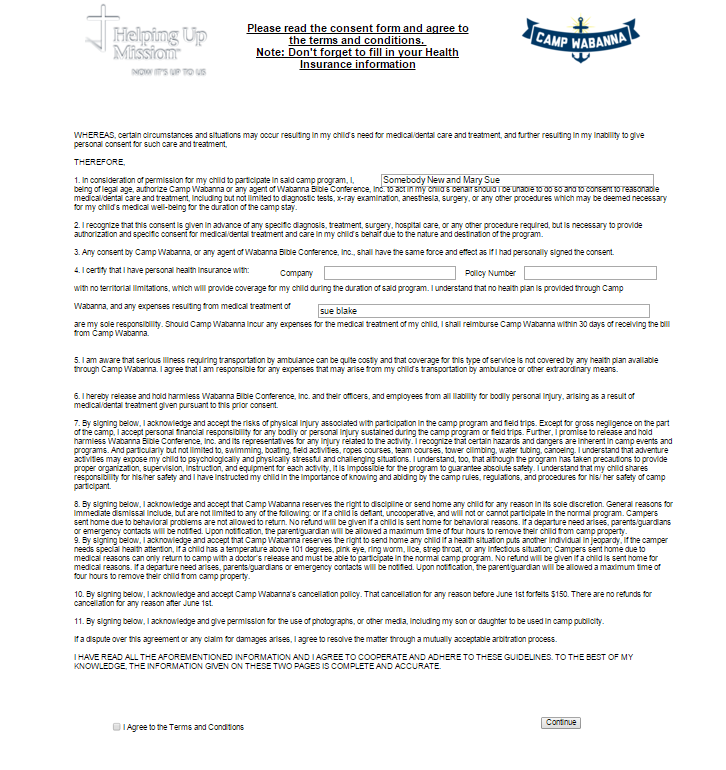 Helping Up
Mission
NOW IT'S UP TO US
Please read the consent form and agree to
the terms and conditions.
Note: Don't forget to fill in your Health
Insurance information
CAMP WABANNA
WHEREAS, certain circumstances and situations may occur resulting in my child's need for medical/dental care and treatment, and further resulting in my inability to give
personal consent for such care and treatment,
THEREFORE,
1. In consideration of permission for my child to participate in said camp program, I, Somebody New and Mary Sue
being of legal age, authorize Camp Wabanna or any agent of Wabanna Bible Conference, Inc. to act in my child's behalf should I be unable to do so and to consent to reasonable
medical/dental care and treatment, including but not limited to diagnostic tests, x-ray examination, anesthesia, surgery, or any other procedures which may be deemed necessary
for my child's medical well-being for the duration of the camp stay.
2. I recognize that this consent is given in advance of any specific diagnosis, treatment, surgery, hospital care, or any other procedure required, but is necessary to provide
authorization and specific consent for medical/dental treatment and care in my child's behalf due to the nature and destination of the program.
3. Any consent by Camp Wabanna, or any agent of Wabanna Bible Conference, Inc., shall have the same force and effect as if I had personally signed the consent.
4. I certify that I have personal health insurance with: Company Policy Number
with no territorial limitations, which will provide coverage for my child during the duration of said program. I understand that no health plan is provided through Camp
Wabanna, and any expenses resulting from medical treatment of sue blake
are my sole responsibility. Should Camp Wabanna incur any expenses for the medical treatment of my child, I shall reimburse Camp Wabanna within 30 days of receiving the bill
from Camp Wabanna.
5. I am aware that serious illness requiring transportation by ambulance can be quite costly and that coverage for this type of service is not covered by any health plan available
through Camp Wabanna. I agree that I am responsible for any expenses that may arise from my child's transportation by ambulance or other extraordinary means.
6. I hereby release and hold harmless Wabanna Bible Conference, Inc. and their officers, and employees from all liability for bodily personal injury, arising as a result of
medical/dental treatment given pursuant to this prior consent.
7. By signing below, I acknowledge and accept the risks of physical injury associated with participation in the camp program and field trips. Except for gross negligence on the part
of the camp, I accept personal financial responsibility for any bodily or personal injury sustained during the camp program or field trips. Further, I promise to release and hold
harmless Wabanna Bible Conference, Inc. and its representatives for any injury related to the activity. I recognize that certain hazards and dangers are inherent in camp events and
programs. And particularly but not limited to, swimming, boating, field activities, ropes courses, team courses, tower climbing, water tubing, canoeing. I understand that adventure
activities may expose my child to psychologically and physically stressful and challenging situations. I understand, too, that although the program has taken precautions to provide
proper organization, supervision, instruction, and equipment for each activity, it is impossible for the program to guarantee absolute safety. I understand that my child shares
responsibility for his/her safety and I have instructed my child in the importance of knowing and abiding by the camp rules, regulations, and procedures for his/ her safety of camp
participant.
8. By signing below, I acknowledge and accept that Camp Wabanna reserves the right to discipline or send home any child for any reason in its sole discretion. General reasons for
immediate dismissal include, but are not limited to any of the following: or if a child is defiant, uncooperative, and will not or cannot participate in the normal program. Campers
sent home due to behavioral problems are not allowed to return. No refund will be given if a child is sent home for behavioral reasons. If a departure need arises, parents/guardians
or emergency contacts will be notified. Upon notification, the parent/guardian will be allowed a maximum time of four hours to remove their child from camp property.
9. By signing below, I acknowledge and accept that Camp Wabanna reserves the right to send home any child if a health situation puts another individual in jeopardy, if the camper
needs special health attention, if a child has a temperature above 101 degrees, pink eye, ring worm, lice, strep throat, or any infectious situation; Campers sent home due to
medical reasons can only return to camp with a doctor's release and must be able to participate in the normal camp program. No refund will be given if a child is sent home for
medical reasons. If a departure need arises, parents/guardians or emergency contacts will be notified. Upon notification, the parent/guardian will be allowed a maximum time of
four hours to remove their child from camp property.
10. By signing below, I acknowledge and accept Camp Wabanna's cancellation policy. That cancellation for any reason before June 1st forfeits $150. There are no refunds for
cancellation for any reason after June 1st.
11. By signing below, I acknowledge and give permission for the use of photographs, or other media, including my son or daughter to be used in camp publicity.
If a dispute over this agreement or any claim for damages arises, I agree to resolve the matter through a mutually acceptable arbitration process.
I HAVE READ ALL THE AFOREMENTIONED INFORMATION AND I AGREE TO COOPERATE AND ADHERE TO THESE GUIDELINES. TO THE BEST OF MY
KNOWLEDGE, THE INFORMATION GIVEN ON THESE TWO PAGES IS COMPLETE AND ACCURATE.
I Agree to the Terms and Conditions
Continue